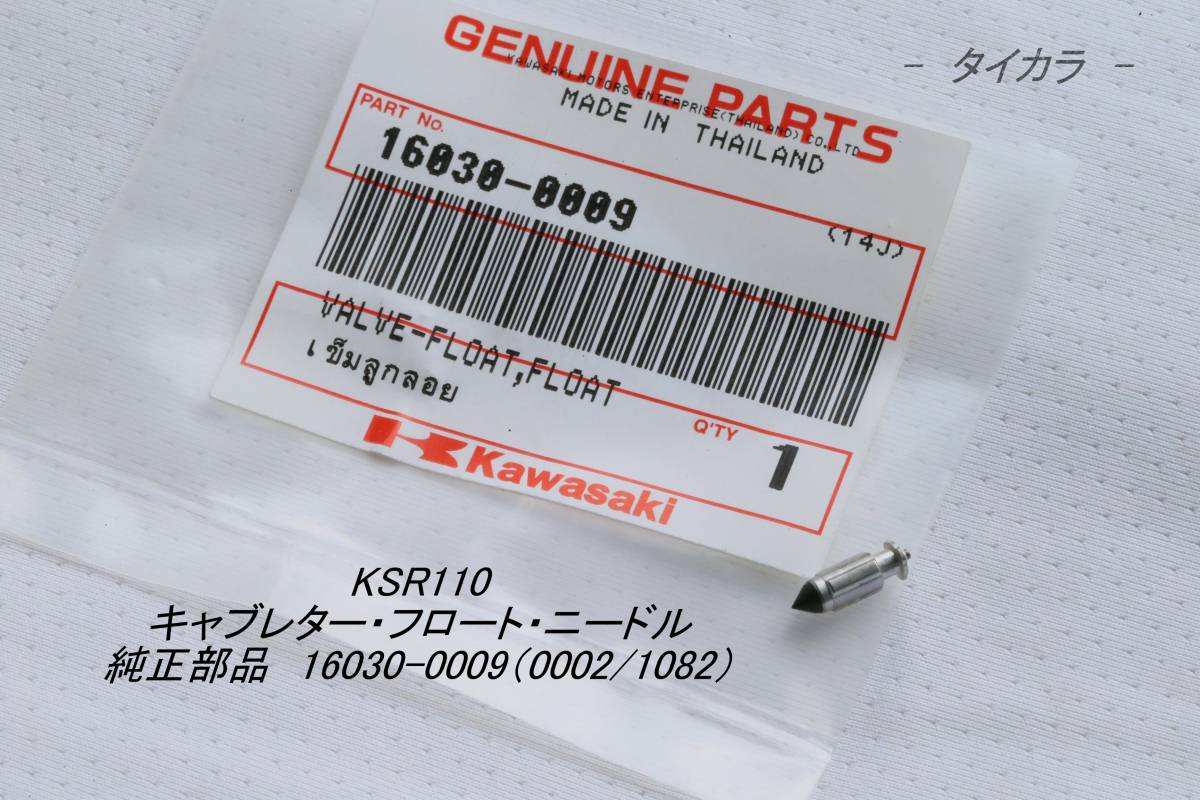 - タイカラ -
GENUINE PARTS
KAWASAKI MOTORS ENTERPRISE(THAILAND)CO.,LTD
MADE IN THAILAND
PART No.
16030-0009
(14J)
VALVE-FLOAT,FLOAT
เข็มลูกลอย
Q'TY 1
Kawasaki
KSR110
キャブレター・フロート・ニードル
純正部品 16030-0009(0002/1082)